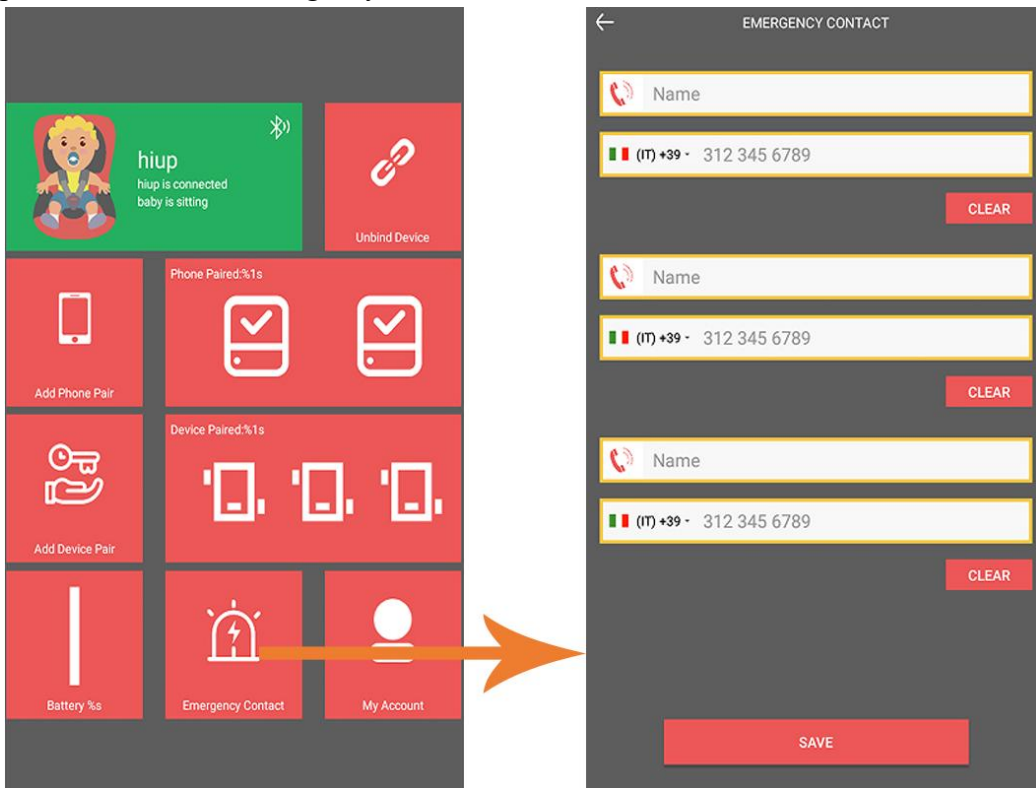 hiup
hiup is connected
baby is sitting
Unbind Device
Add Phone Pair
Phone Paired:%1s
Add Device Pair
Device Paired:%1s
Battery %s
Emergency Contact
My Account
EMERGENCY CONTACT
Name
(IT) +39 312 345 6789
CLEAR
Name
(IT) +39 312 345 6789
CLEAR
Name
(IT) +39 312 345 6789
CLEAR
SAVE